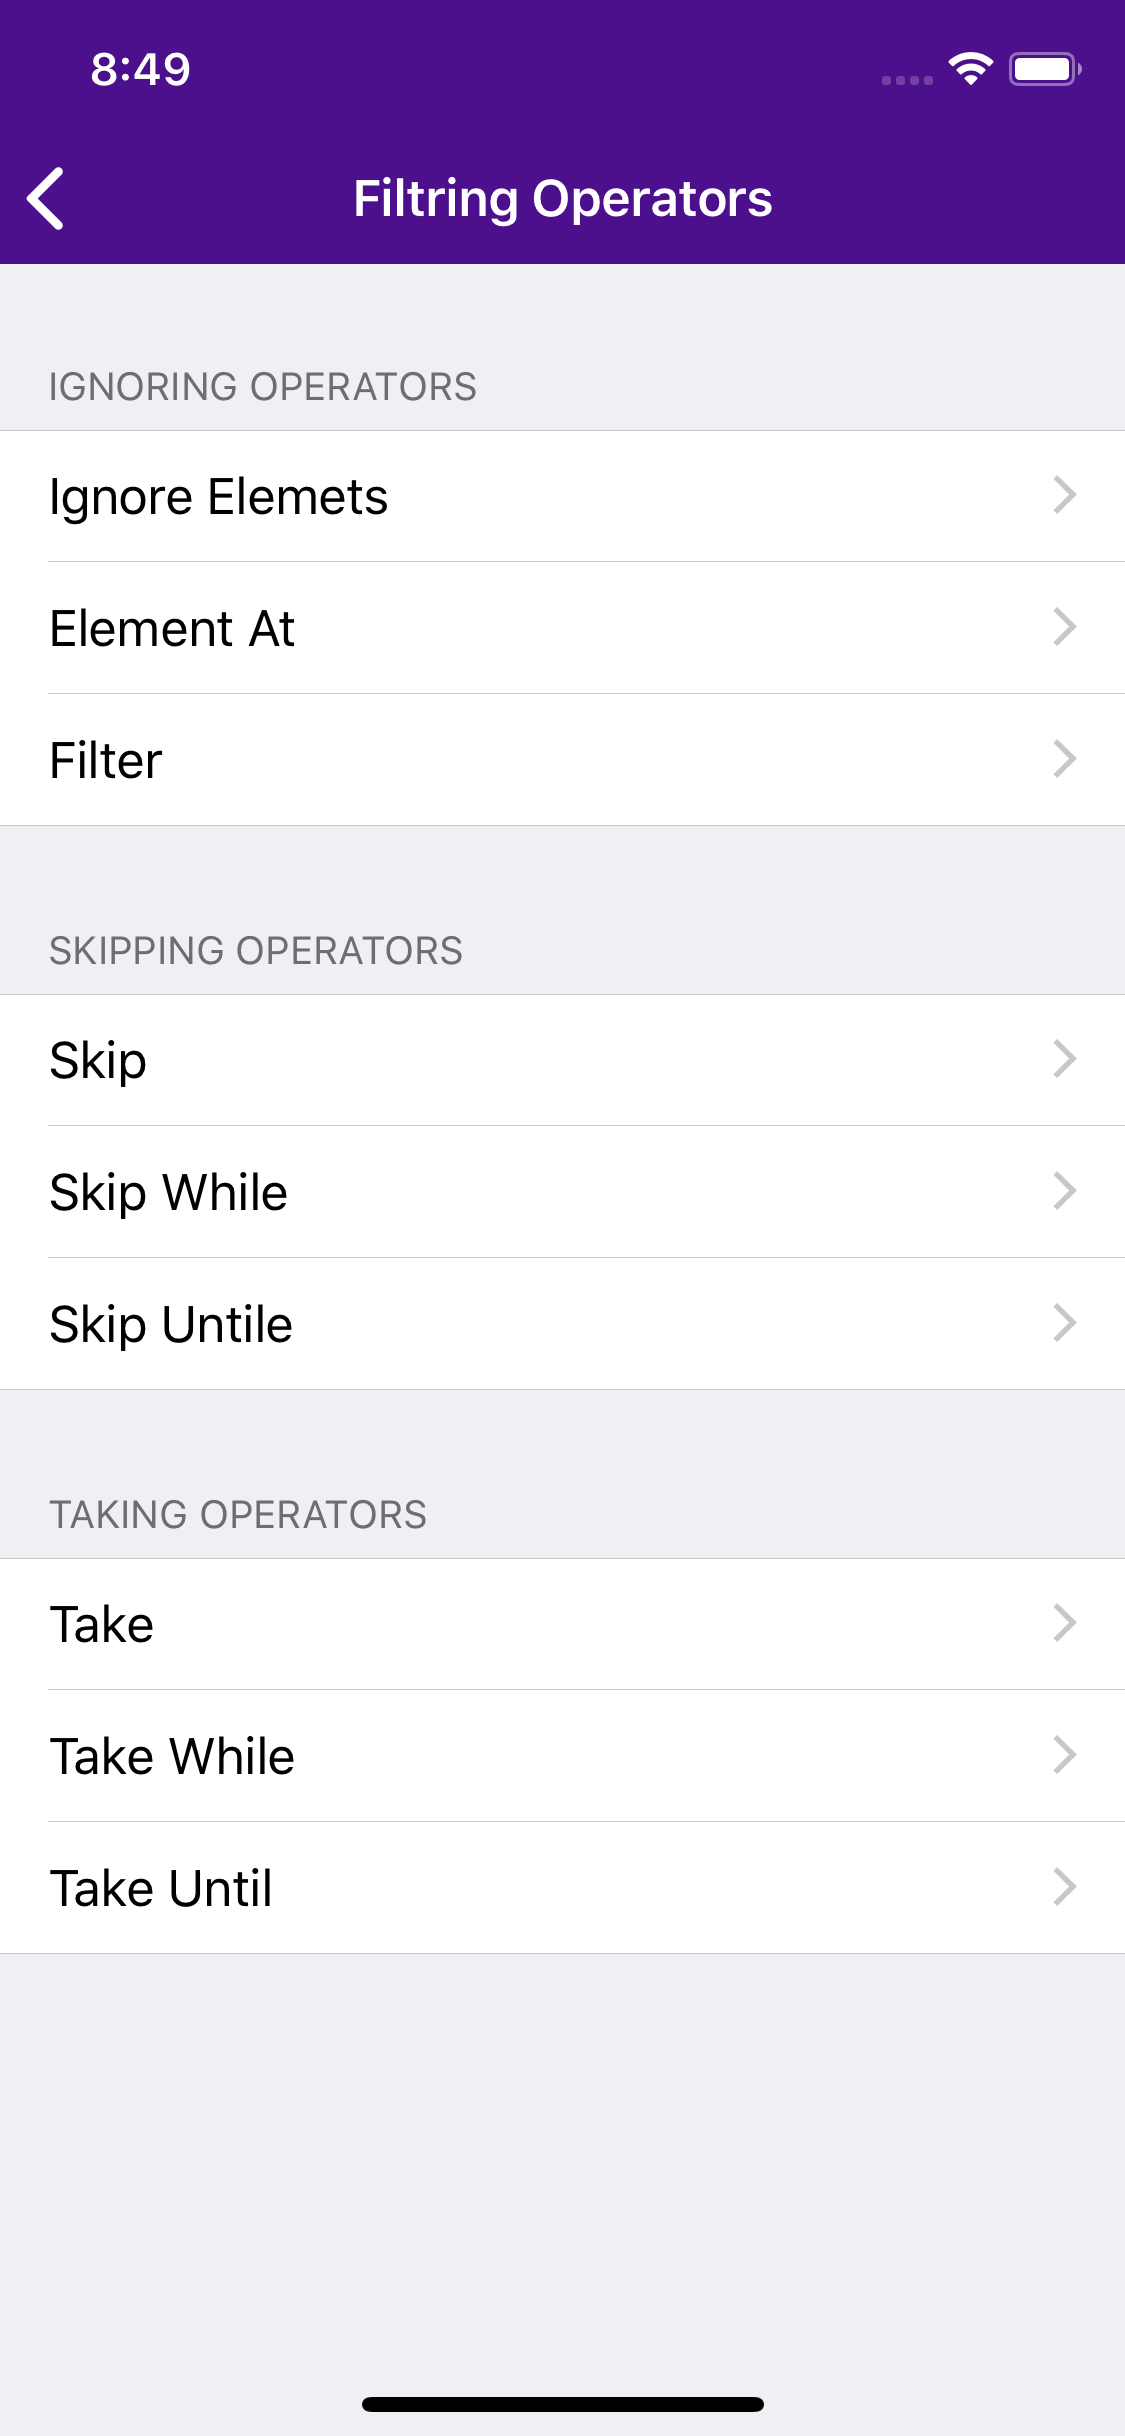 8:49
Filtring Operators
IGNORING OPERATORS
Ignore Elemets
Element At
Filter
SKIPPING OPERATORS
Skip
Skip While
Skip Untile
TAKING OPERATORS
Take
Take While
Take Until